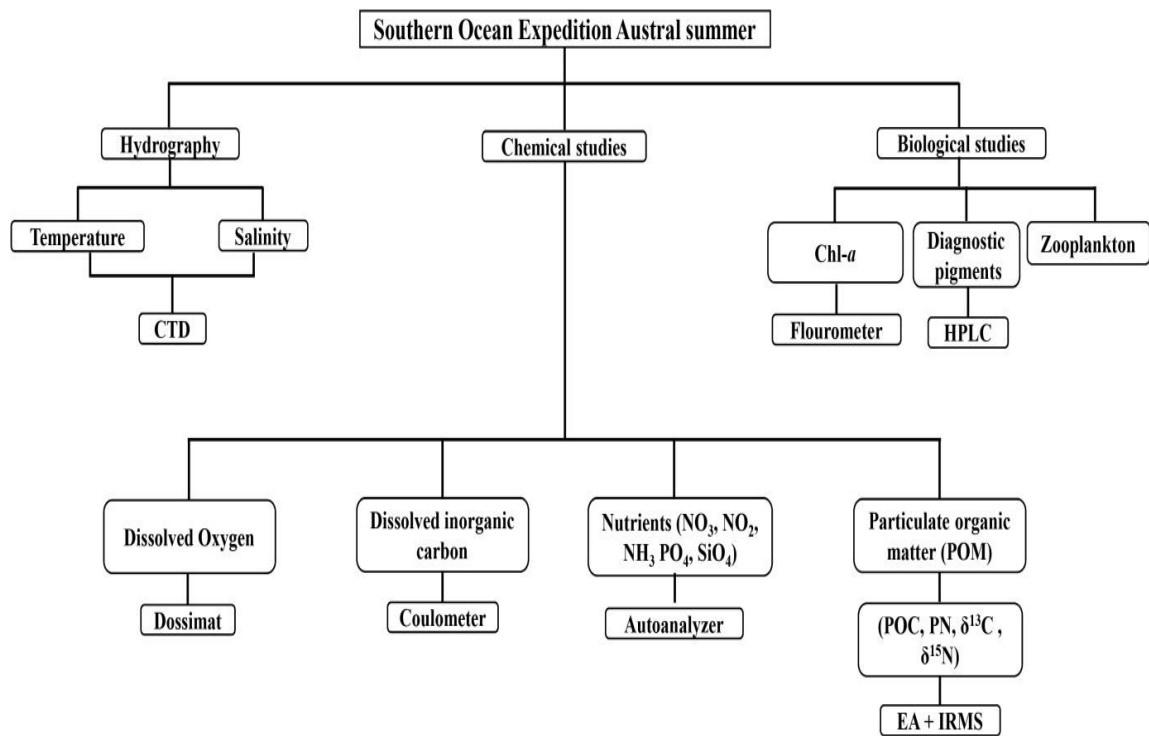 Southern Ocean Expedition Austral summer
Hydrography
Chemical studies
Biological studies
Temperature
Salinity
CTD
Chl-a
Diagnostic
pigments
Zooplankton
Flourometer
HPLC
Dissolved Oxygen
Dossimat
Dissolved inorganic
carbon
Coulometer
Nutrients (NO₃, NO₂,
NH₃ PO₄, SiO₄)
Autoanalyzer
Particulate organic
matter (POM)
(POC, PN, δ¹³C ,
δ¹⁵N)
EA + IRMS